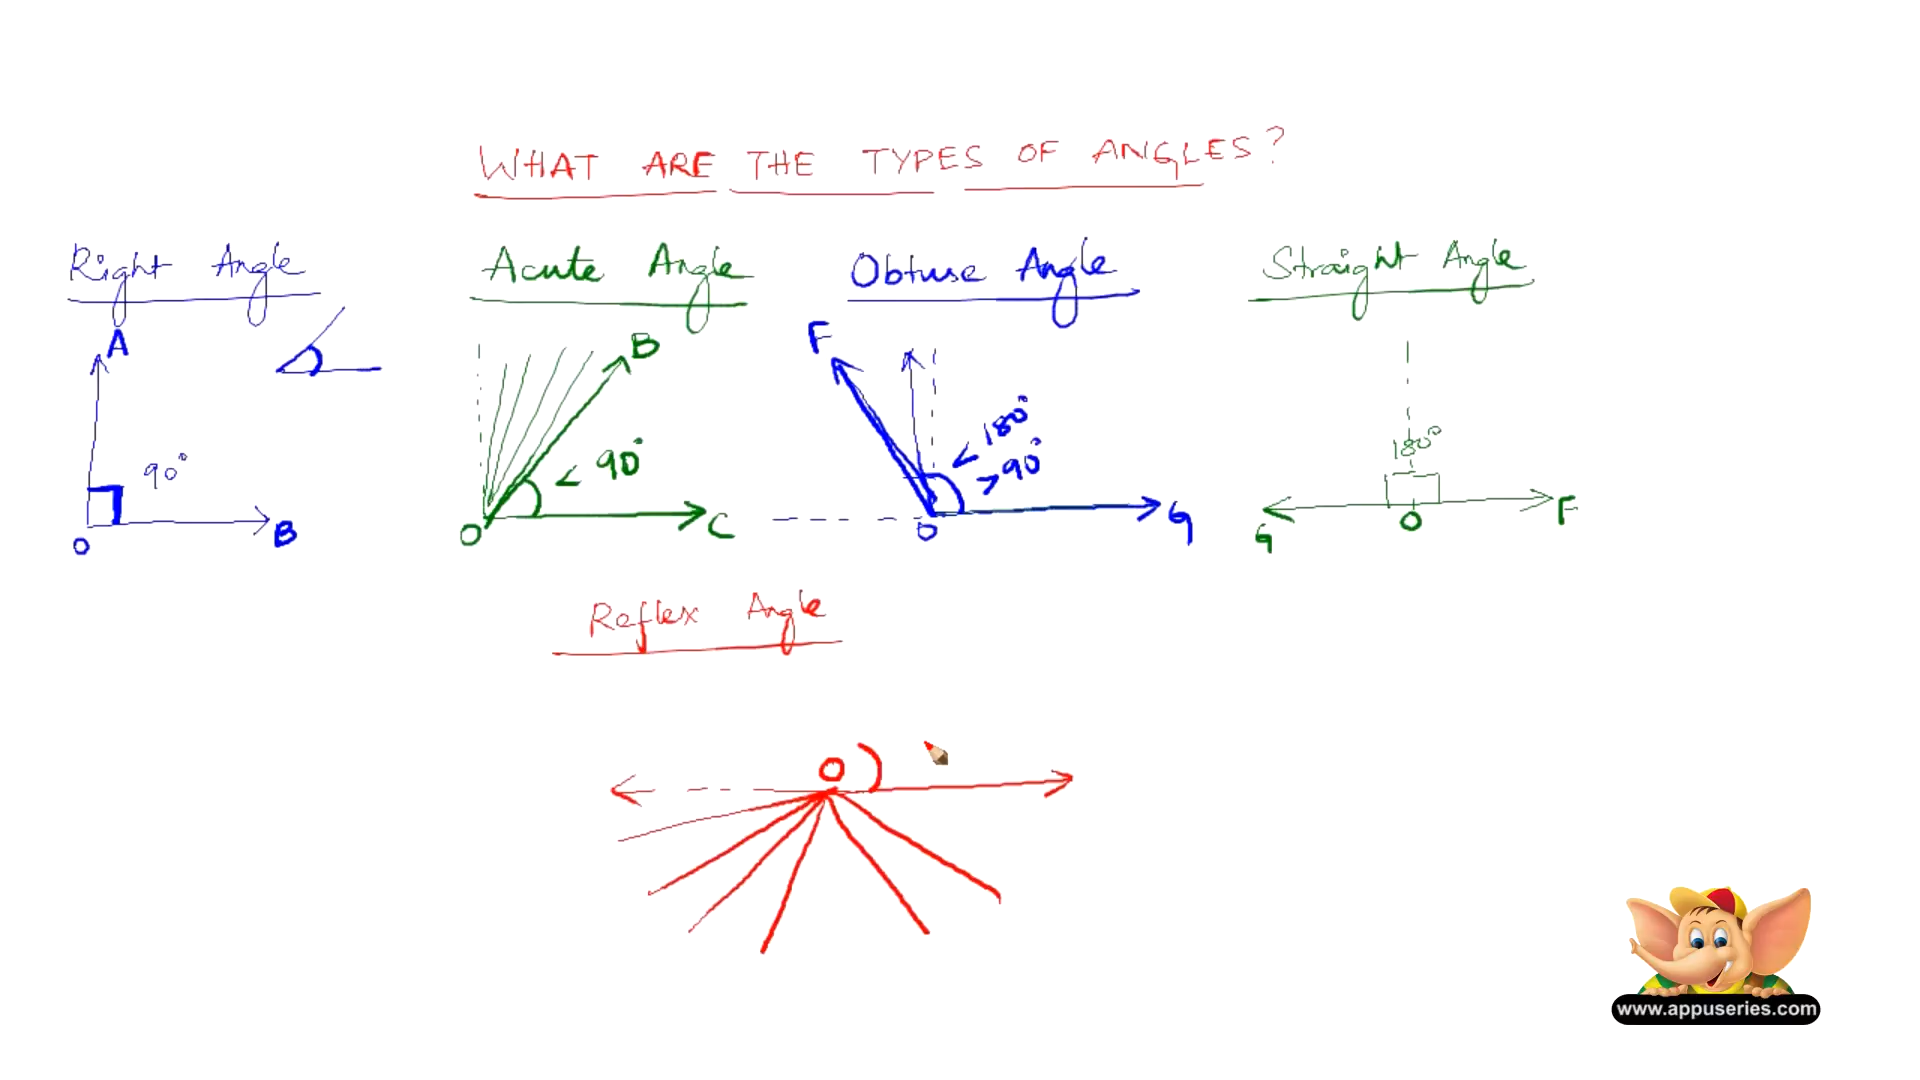 WHAT ARE THE TYPES OF ANGLES?
Right Angle
A
90°
O
B
Acute Angle
B
< 90°
O
C
Obtuse Angle
F
< 180°
> 90°
O
G
Straight Angle
180°
G
O
F
Reflex Angle
O
www.appuseries.com